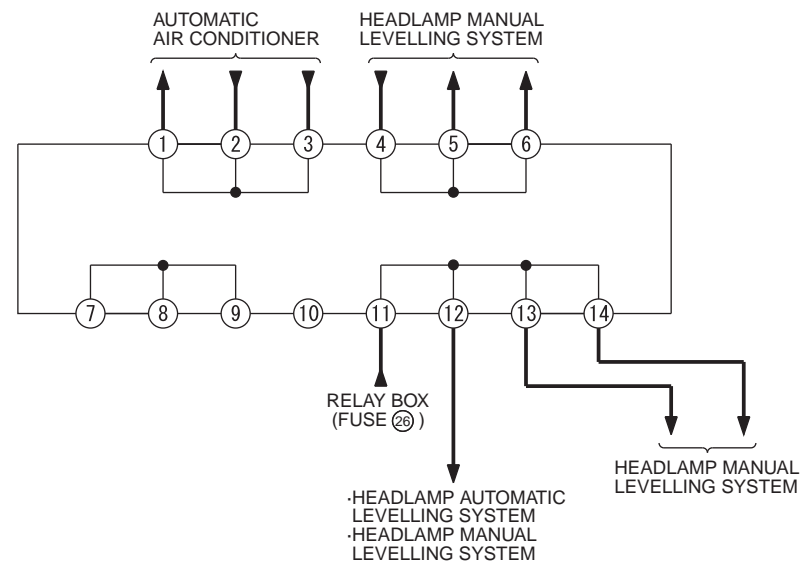 AUTOMATIC
AIR CONDITIONER
HEADLAMP MANUAL
LEVELLING SYSTEM
1 2 3 4 5 6
7 8 9 10 11 12 13 14
RELAY BOX
(FUSE 26 )
HEADLAMP MANUAL
LEVELLING SYSTEM
·HEADLAMP AUTOMATIC
LEVELLING SYSTEM
·HEADLAMP MANUAL
LEVELLING SYSTEM